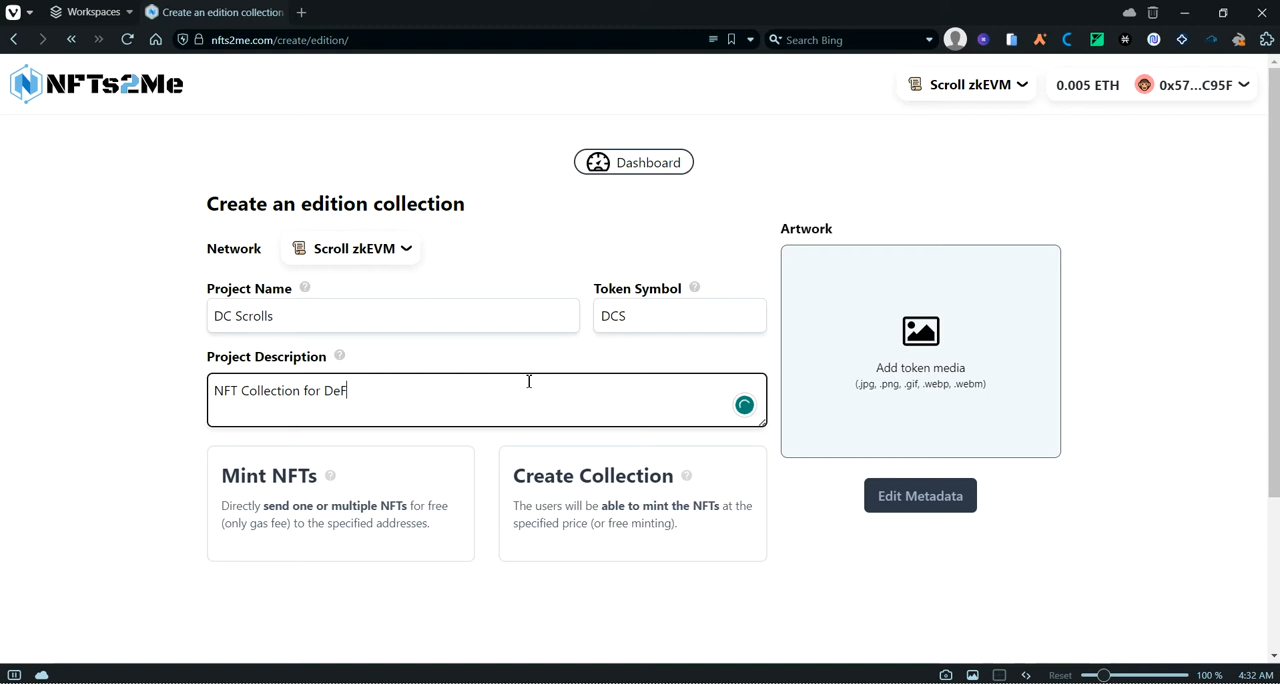 Workspaces
Create an edition collection
nfts2me.com/create/edition/
Search Bing
NFTs2Me
Scroll zkEVM
0.005 ETH
0x57...C95F
Dashboard
Create an edition collection
Network
Scroll zkEVM
Project Name
Token Symbol
DC Scrolls
DCS
Project Description
NFT Collection for DeF
Artwork
Add token media
(.jpg, .png, .gif, .webp, .webm)
Edit Metadata
Mint NFTs
Directly send one or multiple NFTs for free
(only gas fee) to the specified addresses.
Create Collection
The users will be able to mint the NFTs at the
specified price (or free minting).
Reset
100 %
4:32 AM